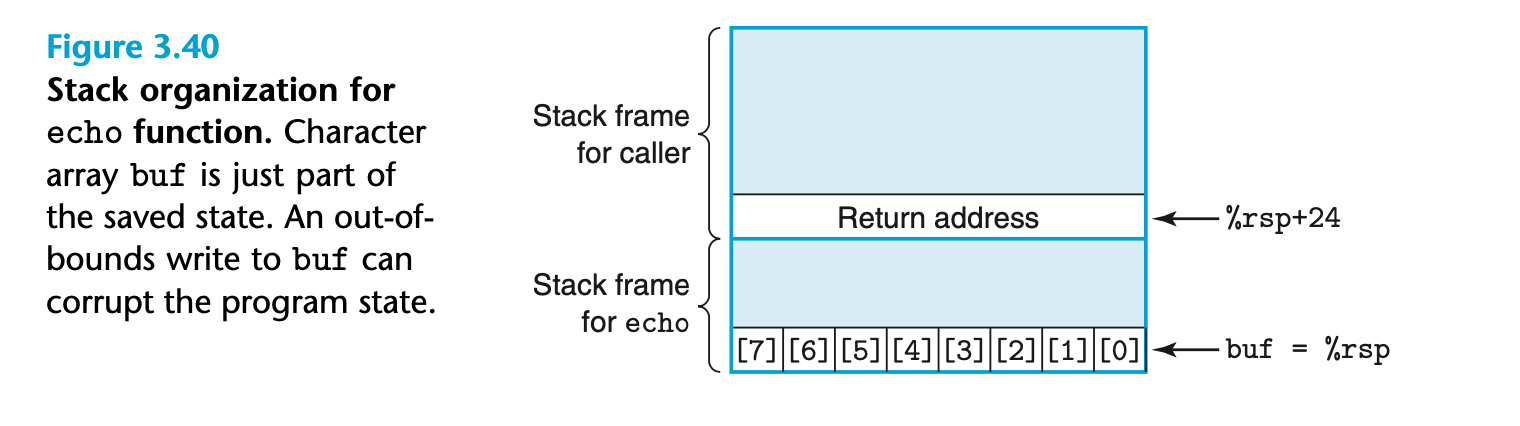 Figure 3.40
Stack organization for
echo function. Character
array buf is just part of
the saved state. An out-of-
bounds write to buf can
corrupt the program state.
Stack frame
for caller
Return address
%rsp+24
Stack frame
for echo
[7] [6] [5] [4] [3] [2] [1] [0]
buf = %rsp